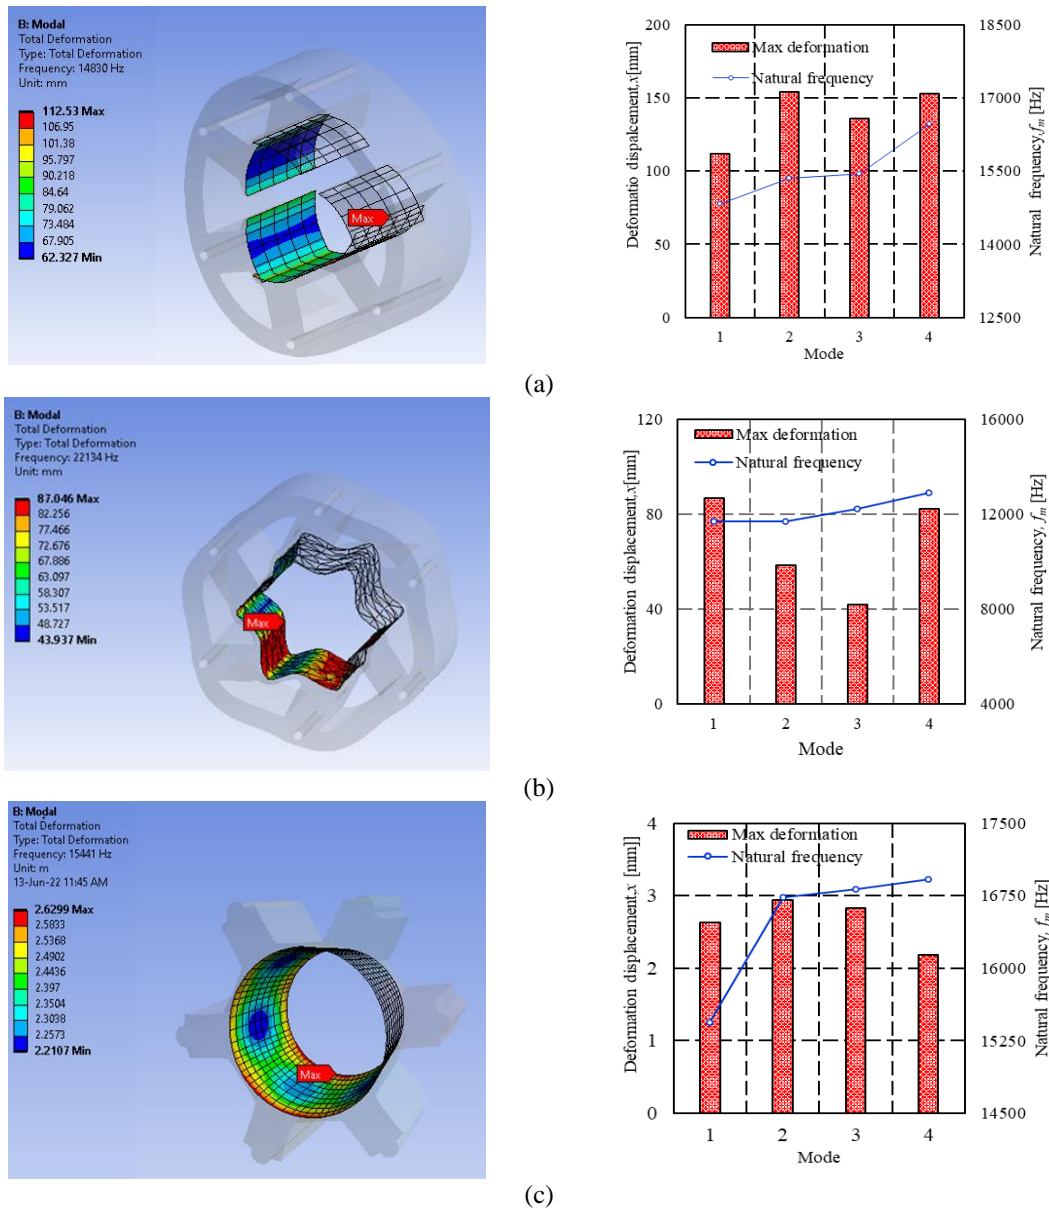 B: Modal
Total Deformation
Type: Total Deformation
Frequency: 14830 Hz
Unit: mm
112.53 Max
106.95
101.38
95.797
90.218
84.64
79.062
73.484
67.905
62.327 Min
Max
200
150
100
50
0
Deformatio dispalcement,x[mm]
Max deformation
Natural frequency
18500
17000
15500
14000
12500
Natural frequency,fm [Hz]
1 2 3 4
Mode
(a)
B: Modal
Total Deformation
Type: Total Deformation
Frequency: 22134 Hz
Unit: mm
87.046 Max
82.256
77.466
72.676
67.886
63.097
58.307
53.517
48.727
43.937 Min
Max
120
80
40
0
Deformation displacement,x[mm]
Max deformation
Natural frequency
16000
12000
8000
4000
Natural frequency, fm [Hz]
1 2 3 4
Mode
(b)
B: Modal
Total Deformation
Type: Total Deformation
Frequency: 15441 Hz
Unit: m
13-Jun-22 11:45 AM
2.6299 Max
2.5833
2.5368
2.4902
2.4436
2.397
2.3504
2.3038
2.2573
2.2107 Min
Max
4
3
2
1
0
Deformation displacement,x [mm]]
Max deformation
Natural frequency
17500
16750
16000
15250
14500
Natural frequency, fm [Hz]
1 2 3 4
Mode
(c)